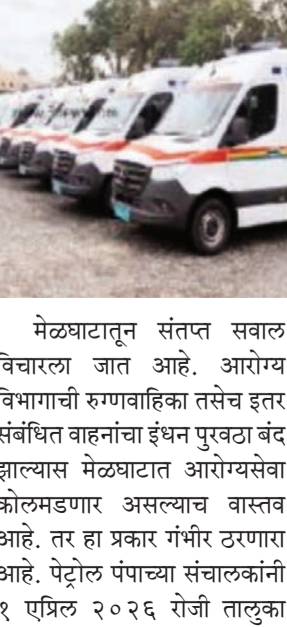 मेळघाटातून संतप्त सवाल
विचारला जात आहे. आरोग्य
विभागाची रुग्णवाहिका तसेच इतर
संबंधित वाहनांचा इंधन पुरवठा बंद
झाल्यास मेळघाटात आरोग्यसेवा
कोलमडणार असल्याच वास्तव
आहे. तर हा प्रकार गंभीर ठरणारा
आहे. पेट्रोल पंपाच्या संचालकांनी
१ एप्रिल २०२६ रोजी तालुका